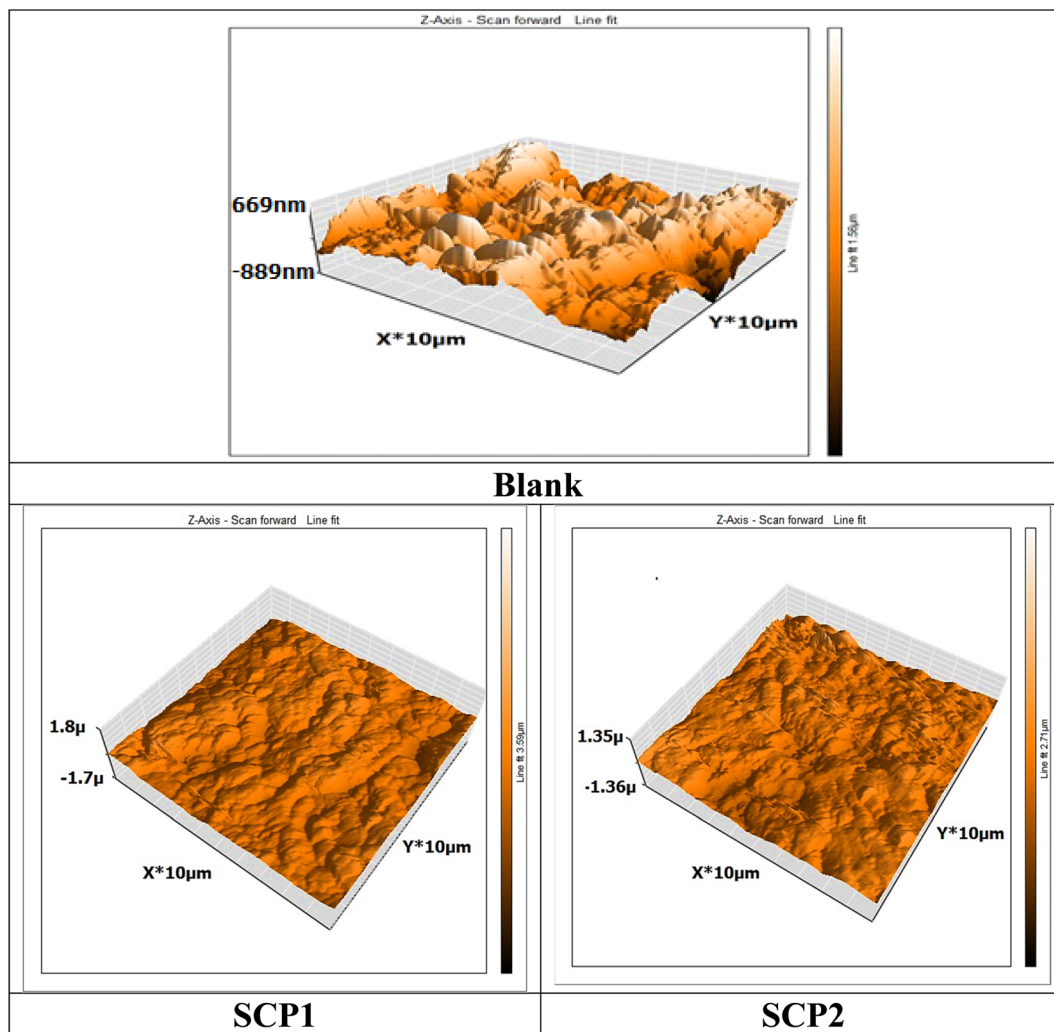 Z-Axis - Scan forward Line fit
669nm
-889nm
X*10µm
Y*10µm
Line fit 1.56µm
Blank
Z-Axis - Scan forward Line fit
1.8µ
-1.7µ
X*10µm
Y*10µm
Line fit 3.59µm
SCP1
Z-Axis - Scan forward Line fit
1.35µ
-1.36µ
X*10µm
Y*10µm
Line fit 2.71µm
SCP2